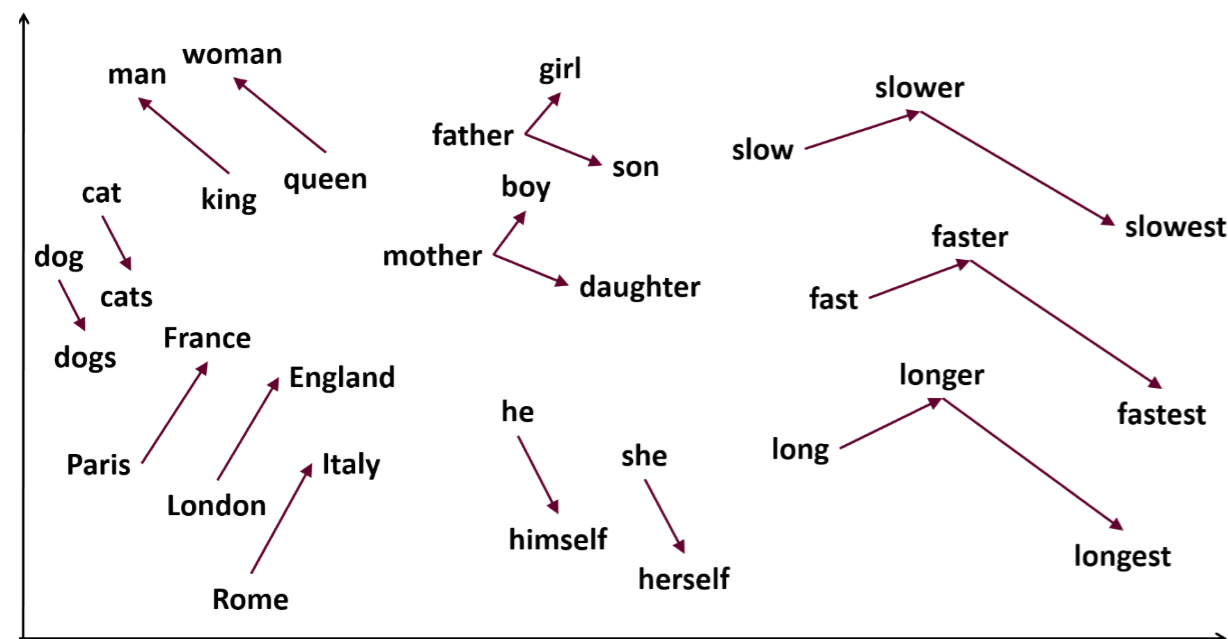 woman
man
king
queen
cat
cats
dog
dogs
France
England
Paris
London
Italy
Rome
girl
father
son
boy
mother
daughter
he
himself
she
herself
slower
slow
slowest
faster
fast
fastest
longer
long
longest